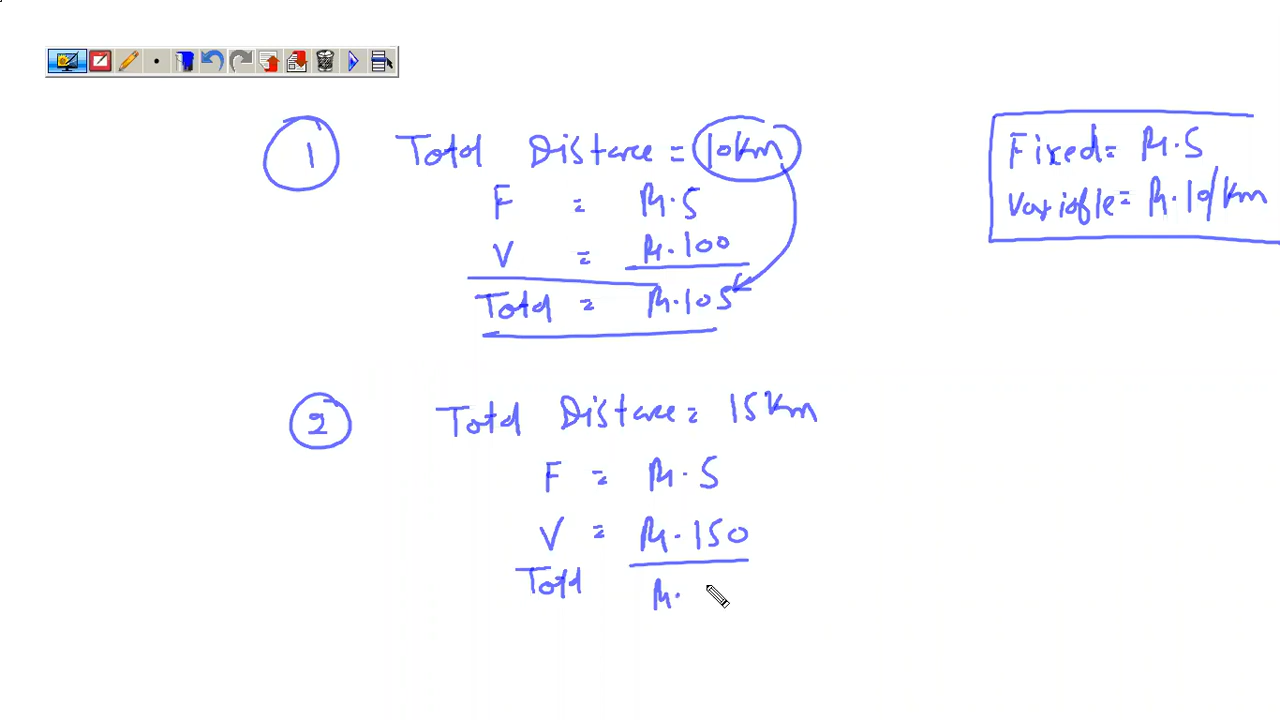 1 Total Distance = 10km
F = Rs. 5
V = Rs. 100
Total = Rs. 105
Fixed = Rs. 5
Variable = Rs. 10/km
2 Total Distance = 15km
F = Rs. 5
V = Rs. 150
Total Rs.